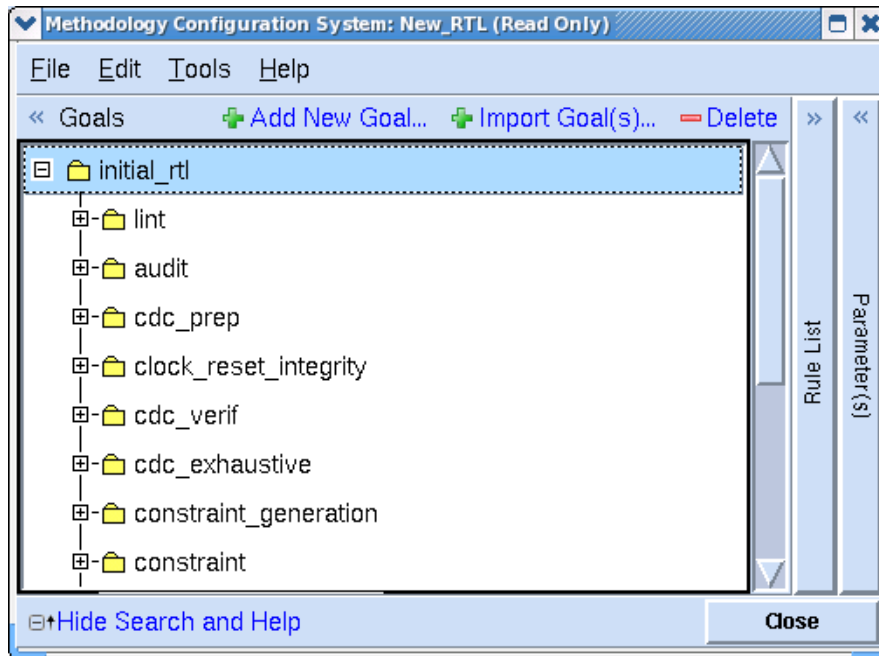 Methodology Configuration System: New_RTL (Read Only)
File Edit Tools Help
« Goals Add New Goal... Import Goal(s)... Delete » «
initial_rtl
lint
audit
cdc_prep
clock_reset_integrity
cdc_verif
cdc_exhaustive
constraint_generation
constraint
Rule List
Parameter(s)
Hide Search and Help
Close